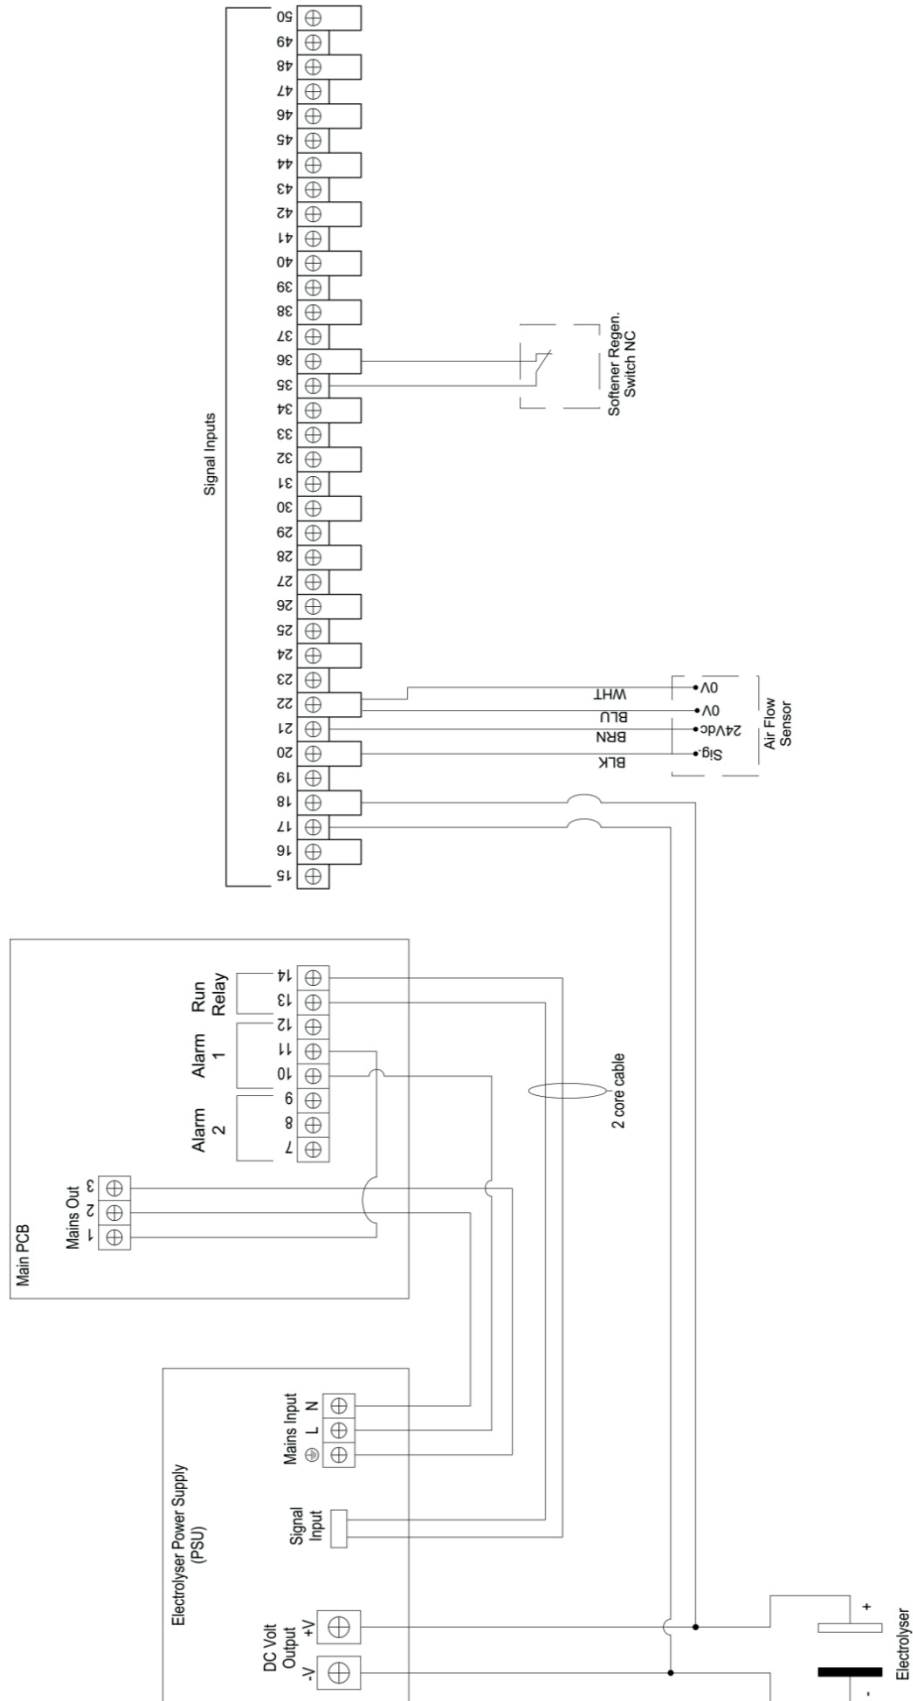 50
49
48
47
46
45
44
43
42
41
40
39
38
37
36
35
34
33
32
31
30
29
28
27
26
25
24
23
22
21
20
19
18
17
16
15
Signal Inputs
Softener Regen.
Switch NC
WHT
BLU
BRN
BLK
0V
0V
24Vdc
Sig.
Air Flow
Sensor
Main PCB
Run
Relay
Alarm
1
Alarm
2
14
13
12
11
10
9
8
7
Mains Out
3
2
1
2 core cable
Electrolyser Power Supply
(PSU)
Mains Input
N
L
Signal
Input
DC Volt
Output
+V
-V
+
-
Electrolyser